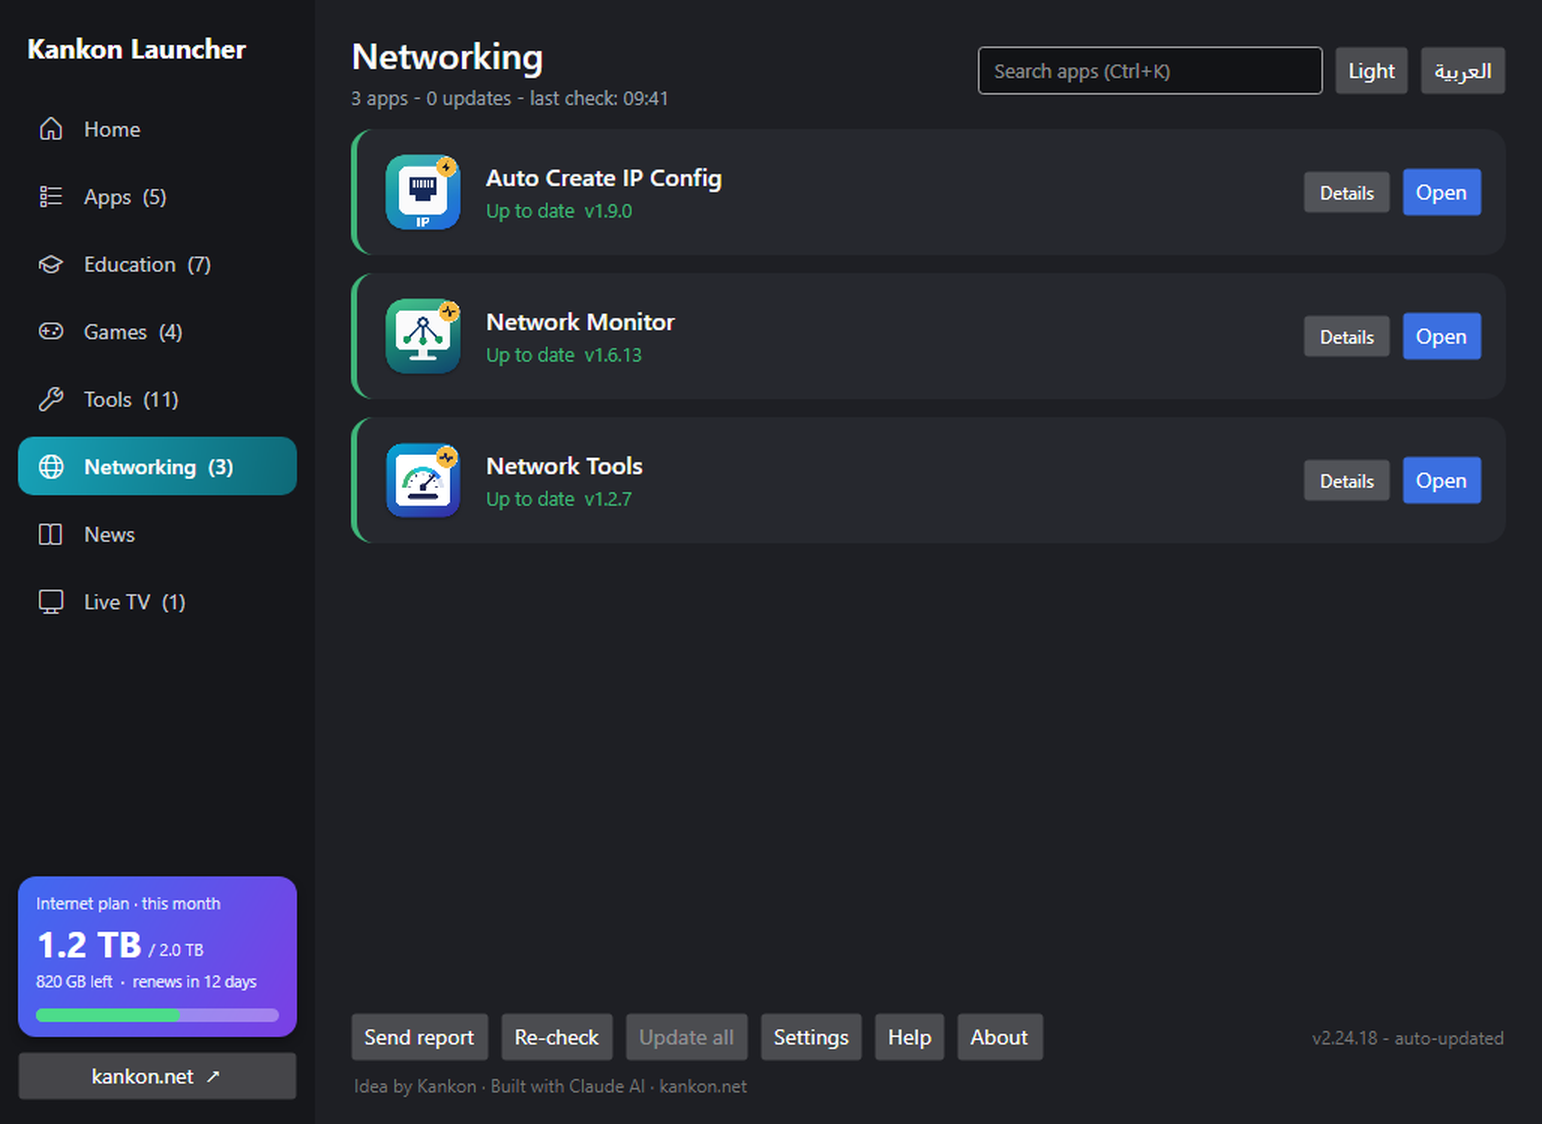 Kankon Launcher
Home
Apps (5)
Education (7)
Games (4)
Tools (11)
Networking (3)
News
Live TV (1)
Internet plan · this month
1.2 TB / 2.0 TB
820 GB left · renews in 12 days
kankon.net ↗
Networking
3 apps - 0 updates - last check: 09:41
Search apps (Ctrl+K)
Light
العربية
IP
Auto Create IP Config
Up to date v1.9.0
Details
Open
Network Monitor
Up to date v1.6.13
Details
Open
Network Tools
Up to date v1.2.7
Details
Open
Send report
Re-check
Update all
Settings
Help
About
v2.24.18 - auto-updated
Idea by Kankon · Built with Claude AI · kankon.net